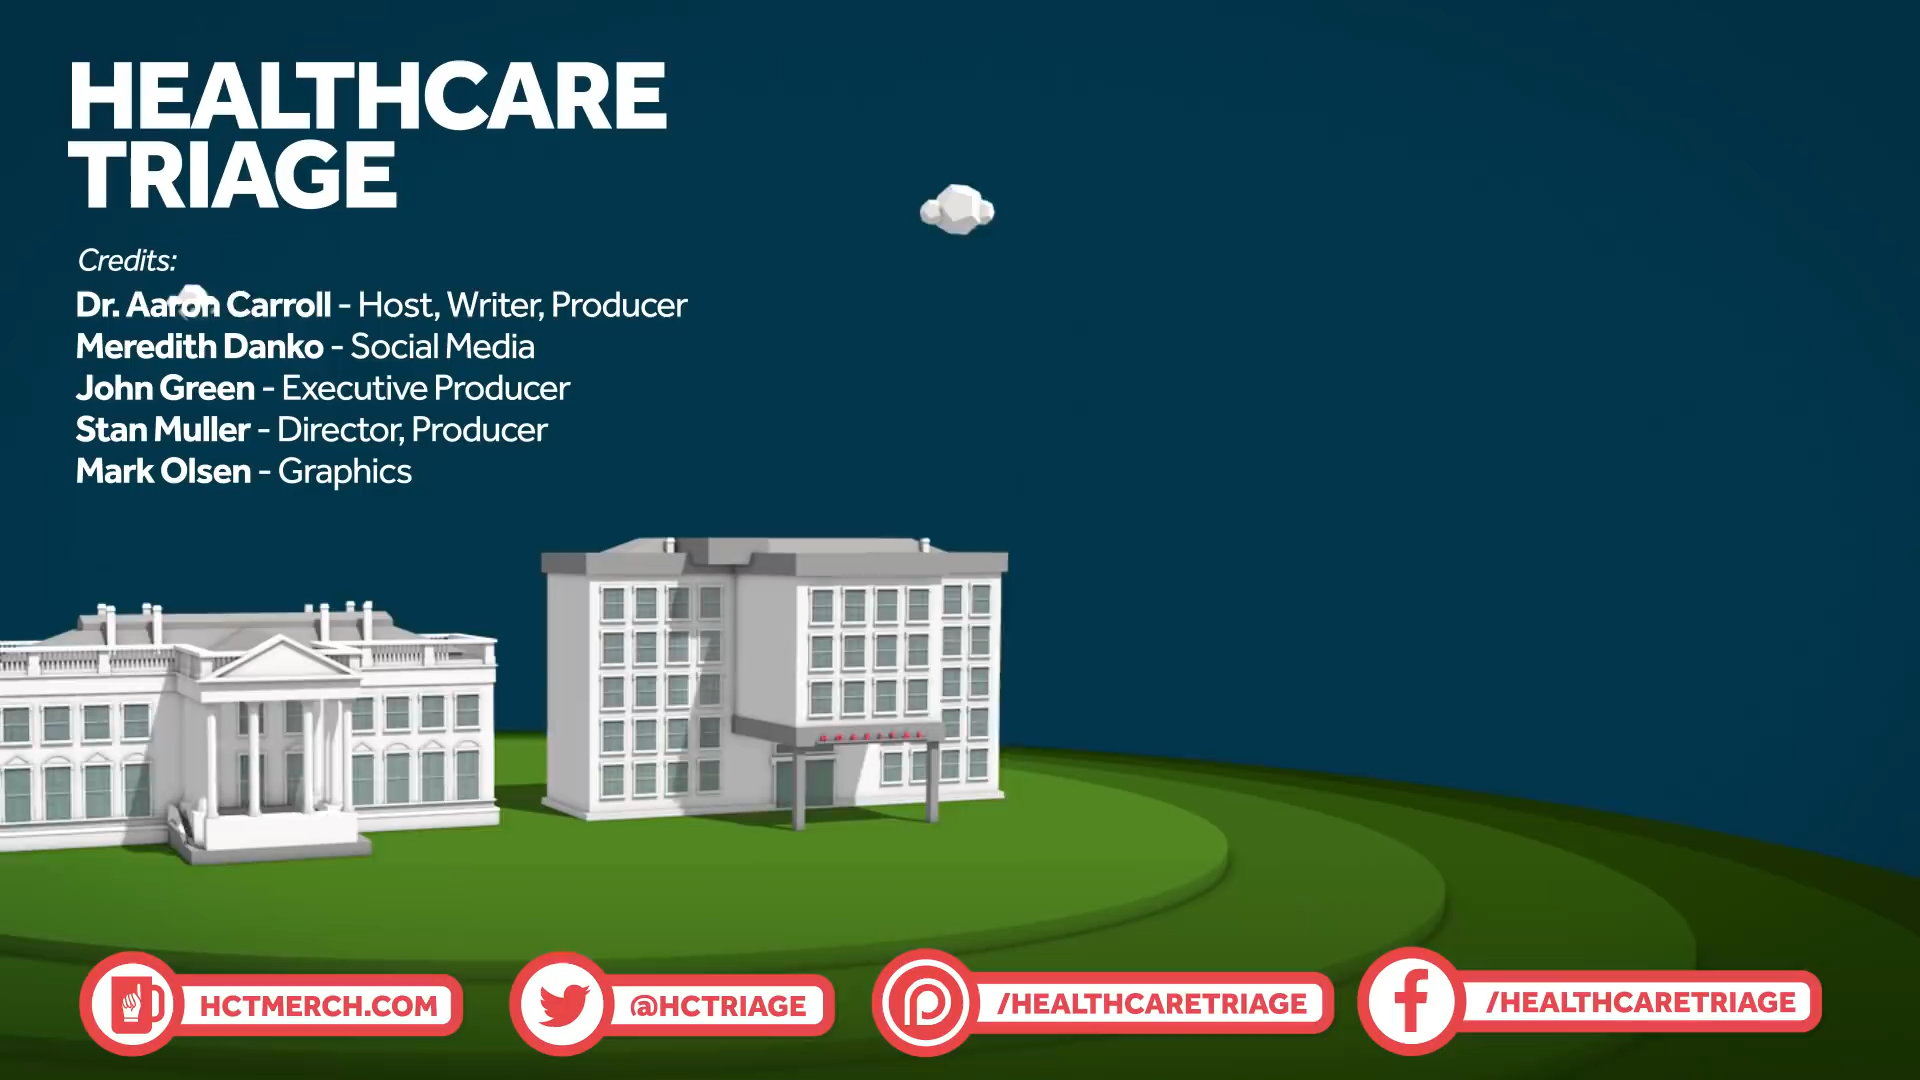 HEALTHCARE
TRIAGE
Credits:
Dr. Aaron Carroll - Host, Writer, Producer
Meredith Danko - Social Media
John Green - Executive Producer
Stan Muller - Director, Producer
Mark Olsen - Graphics
HCTMERCH.COM
@HCTRIAGE
/HEALTHCARETRIAGE
/HEALTHCARETRIAGE